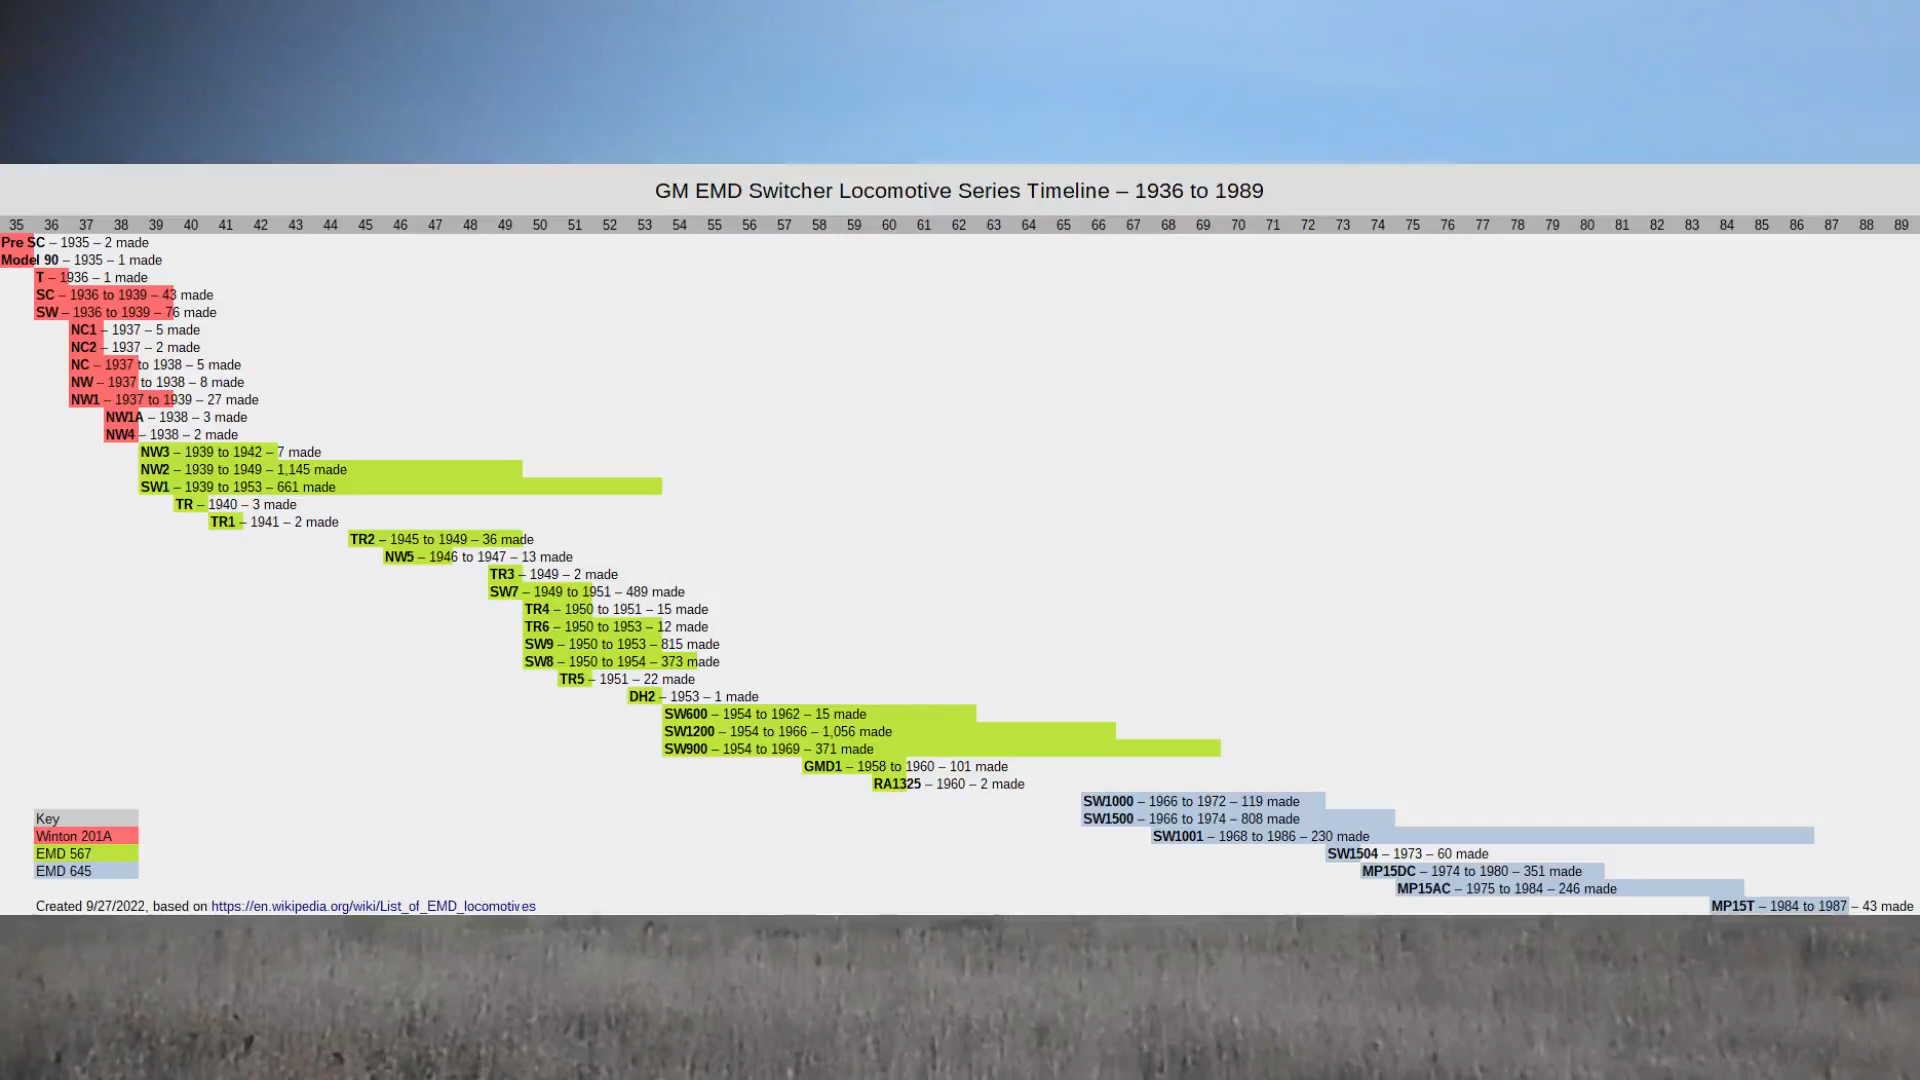 GM EMD Switcher Locomotive Series Timeline – 1936 to 1989
35 36 37 38 39 40 41 42 43 44 45 46 47 48 49 50 51 52 53 54 55 56 57 58 59 60 61 62 63 64 65 66 67 68 69 70 71 72 73 74 75 76 77 78 79 80 81 82 83 84 85 86 87 88 89
Pre SC – 1935 – 2 made
Model 90 – 1935 – 1 made
T – 1936 – 1 made
SC – 1936 to 1939 – 43 made
SW – 1936 to 1939 – 76 made
NC1 – 1937 – 5 made
NC2 – 1937 – 2 made
NC – 1937 to 1938 – 5 made
NW – 1937 to 1938 – 8 made
NW1 – 1937 to 1939 – 27 made
NW1A – 1938 – 3 made
NW4 – 1938 – 2 made
NW3 – 1939 to 1942 – 7 made
NW2 – 1939 to 1949 – 1,145 made
SW1 – 1939 to 1953 – 661 made
TR – 1940 – 3 made
TR1 – 1941 – 2 made
TR2 – 1945 to 1949 – 36 made
NW5 – 1946 to 1947 – 13 made
TR3 – 1949 – 2 made
SW7 – 1949 to 1951 – 489 made
TR4 – 1950 to 1951 – 15 made
TR6 – 1950 to 1953 – 12 made
SW9 – 1950 to 1953 – 815 made
SW8 – 1950 to 1954 – 373 made
TR5 – 1951 – 22 made
DH2 – 1953 – 1 made
SW600 – 1954 to 1962 – 15 made
SW1200 – 1954 to 1966 – 1,056 made
SW900 – 1954 to 1969 – 371 made
GMD1 – 1958 to 1960 – 101 made
RA1325 – 1960 – 2 made
SW1000 – 1966 to 1972 – 119 made
SW1500 – 1966 to 1974 – 808 made
SW1001 – 1968 to 1986 – 230 made
SW1504 – 1973 – 60 made
MP15DC – 1974 to 1980 – 351 made
MP15AC – 1975 to 1984 – 246 made
MP15T – 1984 to 1987 – 43 made
Key
Winton 201A
EMD 567
EMD 645
Created 9/27/2022, based on https://en.wikipedia.org/wiki/List_of_EMD_locomotives